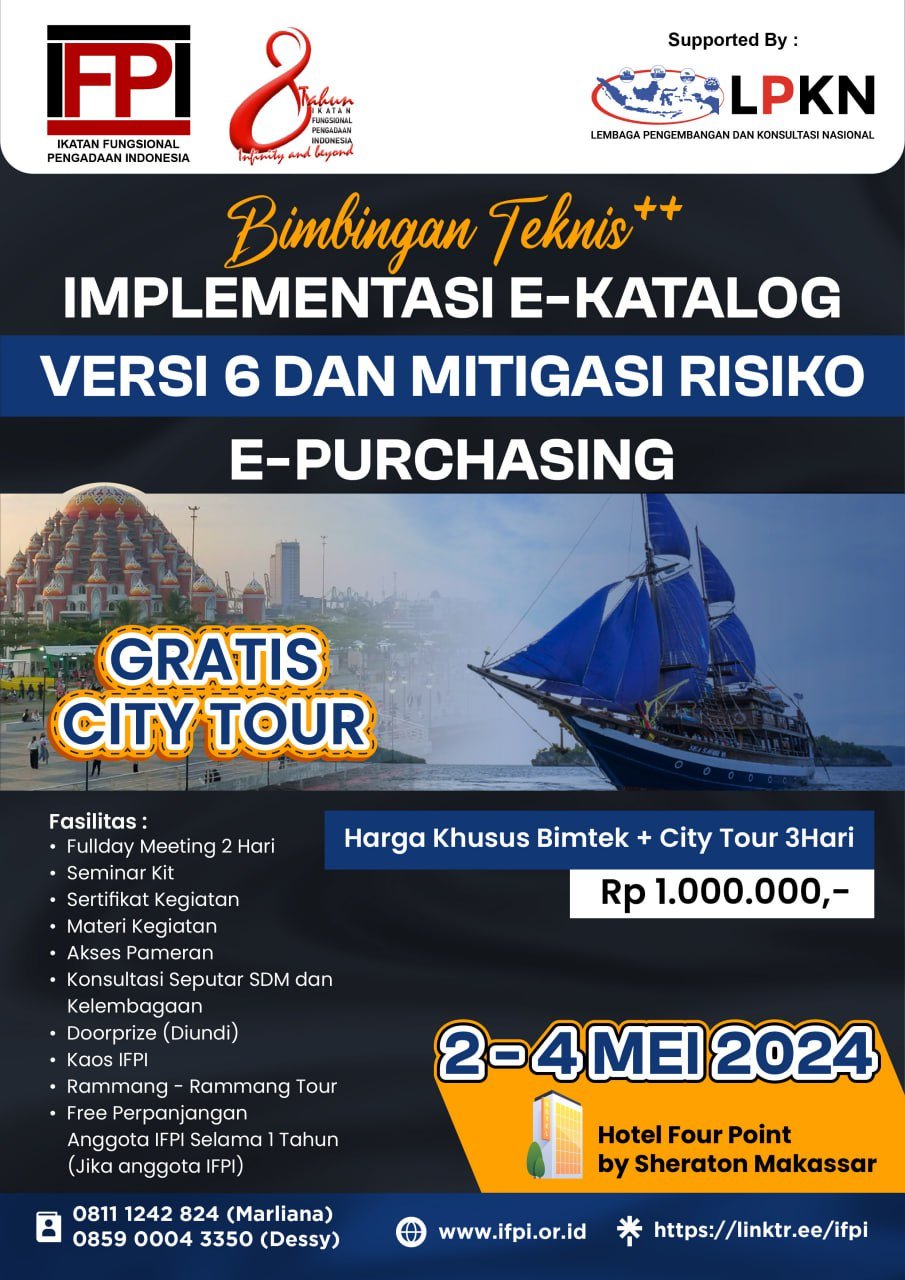 IFPI
IKATAN FUNGSIONAL
PENGADAAN INDONESIA
8
Tahun
IKATAN
FUNGSIONAL
PENGADAAN
INDONESIA
Infinity and beyond
Supported By :
LPKN
LEMBAGA PENGEMBANGAN DAN KONSULTASI NASIONAL
Bimbingan Teknis++
IMPLEMENTASI E-KATALOG
VERSI 6 DAN MITIGASI RISIKO
E-PURCHASING
GRATIS
CITY TOUR
Fasilitas :
• Fullday Meeting 2 Hari
• Seminar Kit
• Sertifikat Kegiatan
• Materi Kegiatan
• Akses Pameran
• Konsultasi Seputar SDM dan
Kelembagaan
• Doorprize (Diundi)
• Kaos IFPI
• Rammang - Rammang Tour
• Free Perpanjangan
Anggota IFPI Selama 1 Tahun
(Jika anggota IFPI)
Harga Khusus Bimtek + City Tour 3Hari
Rp 1.000.000,-
2 - 4 MEI 2024
Hotel Four Point
by Sheraton Makassar
0811 1242 824 (Marliana)
0859 0004 3350 (Dessy)
www.ifpi.or.id
https://linktr.ee/ifpi